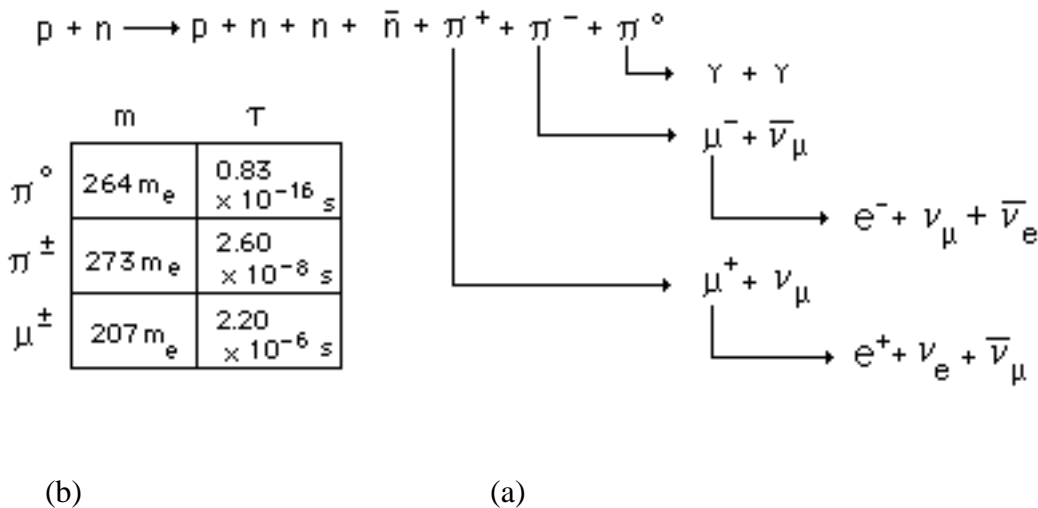 p + n ⟶ p + n + n + n̄ + π⁺ + π⁻ + π°
γ + γ
m τ
μ⁻ + ν̄_μ
π° 264 mₑ 0.83 × 10⁻¹⁶ s
e⁻ + ν_μ + ν̄ₑ
π± 273 mₑ 2.60 × 10⁻⁸ s
μ⁺ + ν_μ
μ± 207 mₑ 2.20 × 10⁻⁶ s
e⁺ + νₑ + ν̄_μ
(b) (a)